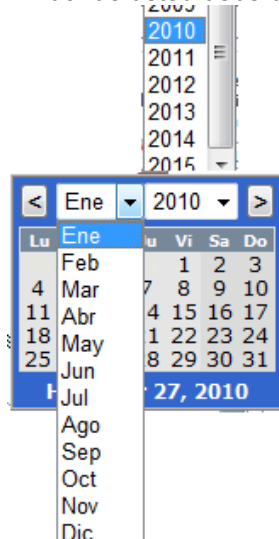 2009
2010
2011
2012
2013
2014
2015
< Ene 2010 >
Lu Ene Vi Sa Do
Feb 1 2 3
4 Mar 7 8 9 10
11 Abr 4 15 16 17
18 May 1 22 23 24
25 Jun 8 29 30 31
H Jul 27, 2010
Ago
Sep
Oct
Nov
Dic